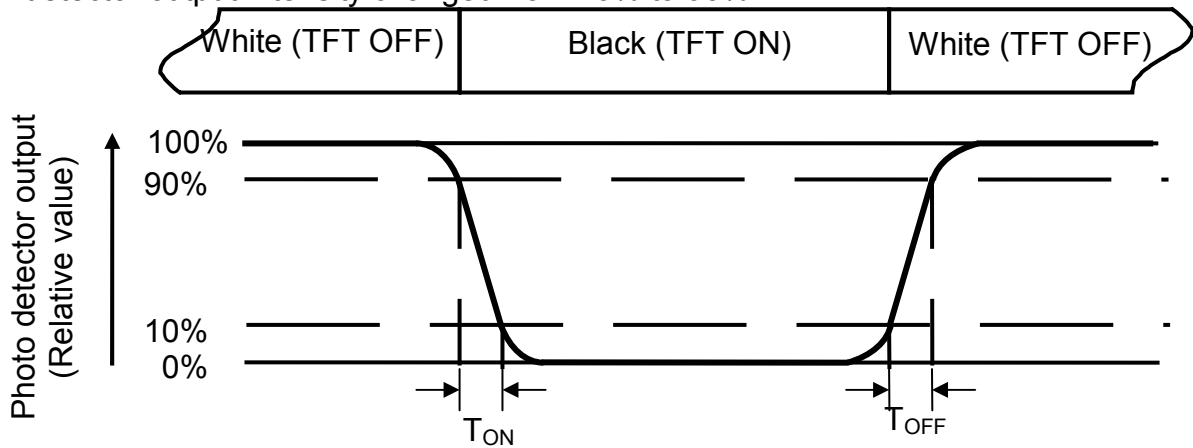 White (TFT OFF)
Black (TFT ON)
White (TFT OFF)
Photo detector output
(Relative value)
100%
90%
10%
0%
TON
TOFF